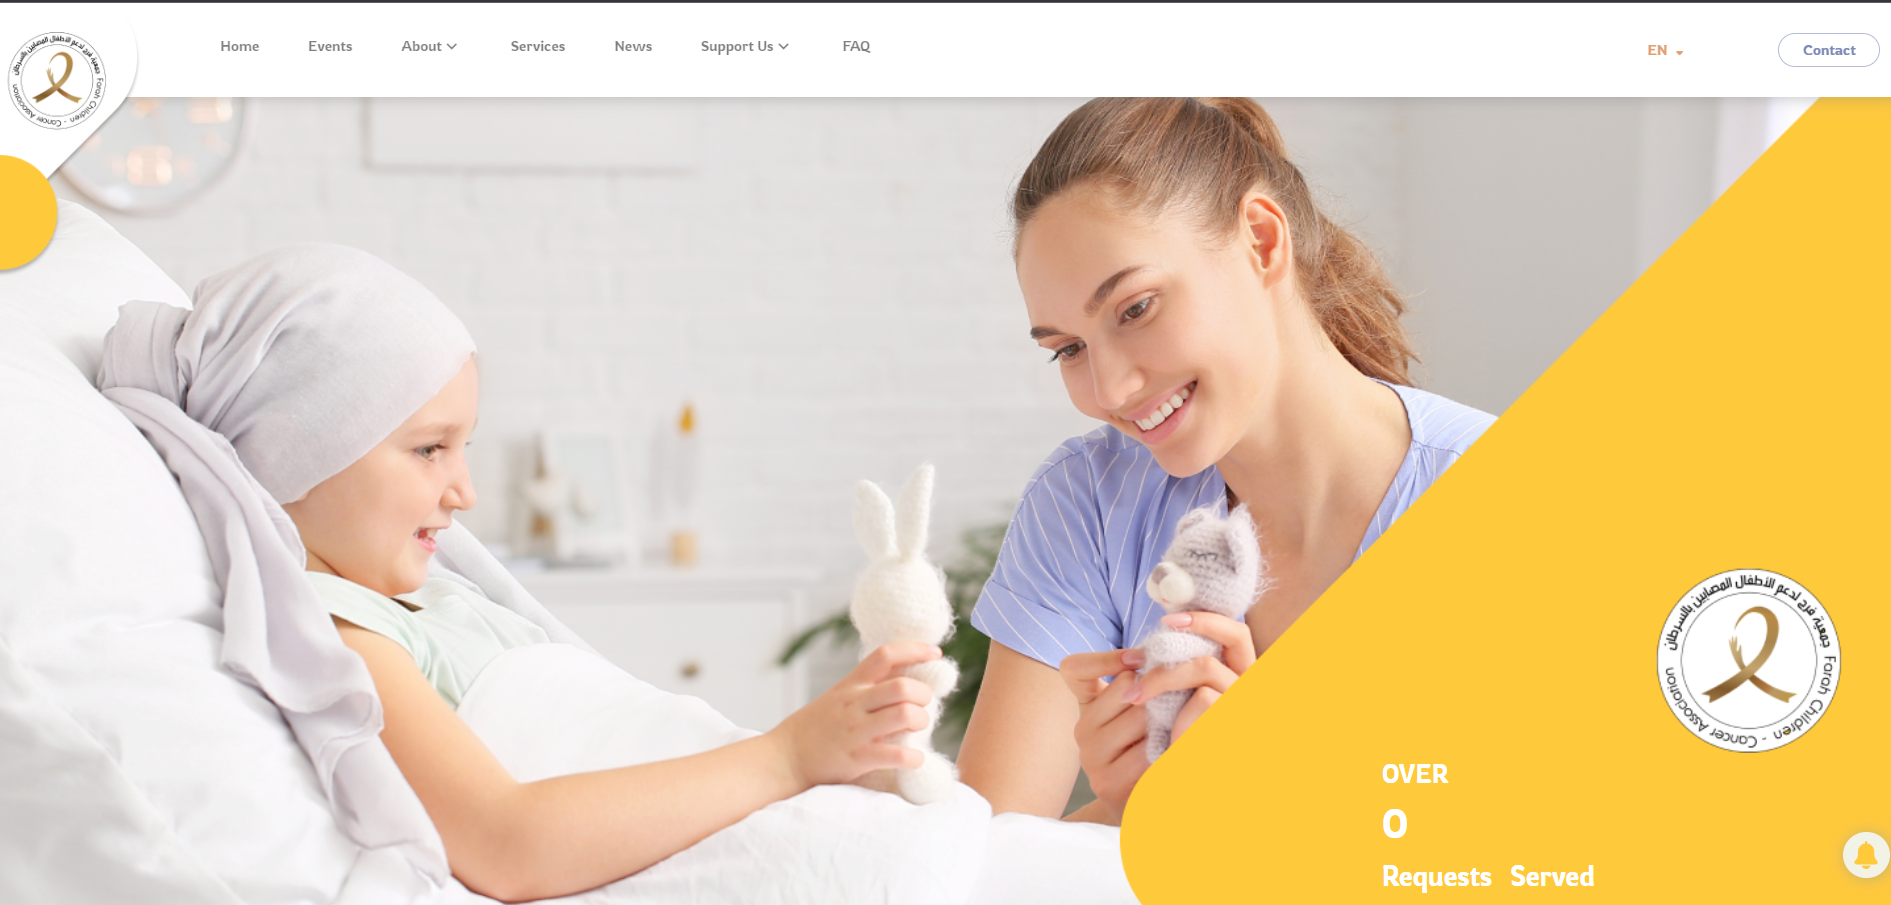 جمعية فرح لدعم الأطفال المصابين بالسرطان
Farah Children - Cancer Association
Home
Events
About
Services
News
Support Us
FAQ
EN
Contact
جمعية فرح لدعم الأطفال المصابين بالسرطان
Farah Children - Cancer Association
OVER
0
Requests Served